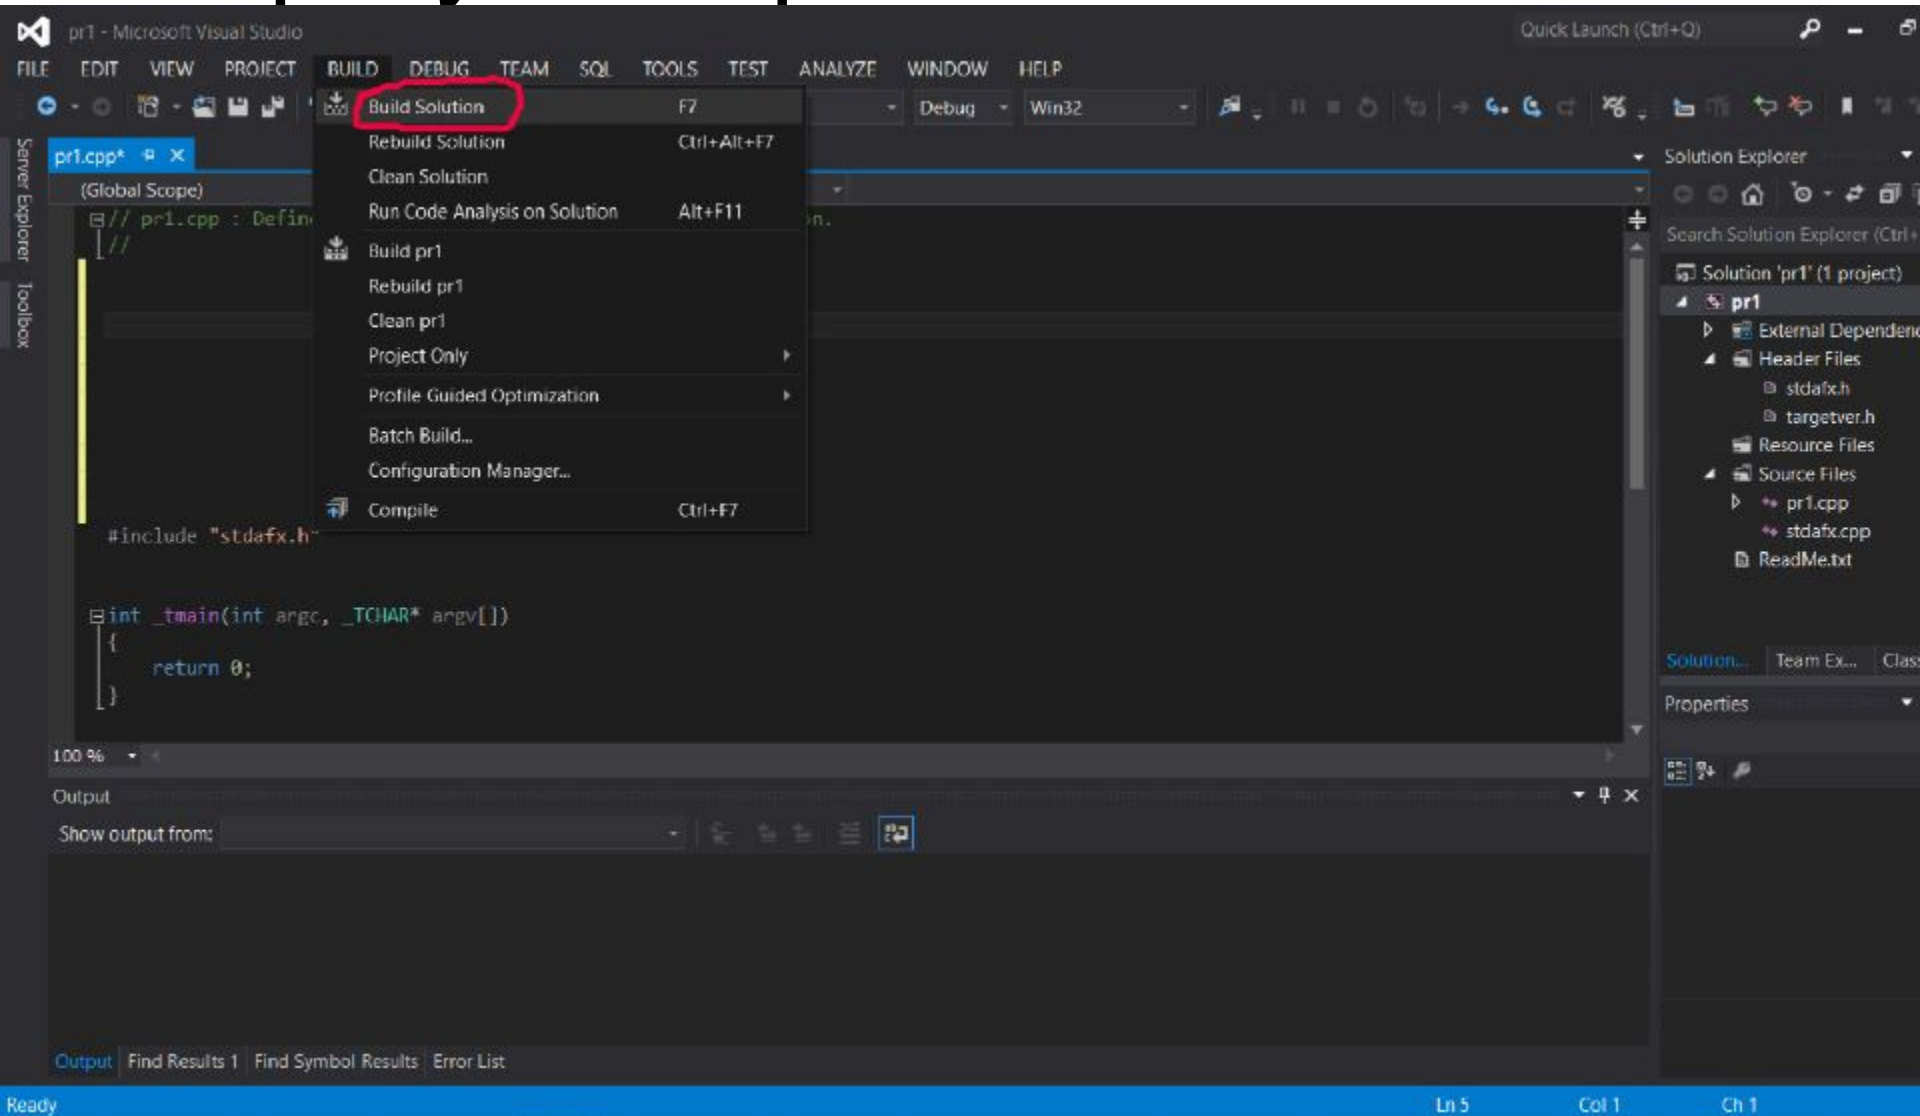 pr1 - Microsoft Visual Studio
Quick Launch (Ctrl+Q)
FILE EDIT VIEW PROJECT BUILD DEBUG TEAM SQL TOOLS TEST ANALYZE WINDOW HELP
Debug Win32
Build Solution F7
Rebuild Solution Ctrl+Alt+F7
Clean Solution
Run Code Analysis on Solution Alt+F11
Build pr1
Rebuild pr1
Clean pr1
Project Only
Profile Guided Optimization
Batch Build...
Configuration Manager...
Compile Ctrl+F7
Server Explorer
Toolbox
pr1.cpp*
(Global Scope)
// pr1.cpp : Defin
n.
//
#include "stdafx.h"
int _tmain(int argc, _TCHAR* argv[])
{
return 0;
}
100 %
Output
Show output from:
Output Find Results 1 Find Symbol Results Error List
Solution Explorer
Search Solution Explorer (Ctrl+
Solution 'pr1' (1 project)
pr1
External Dependenc
Header Files
stdafx.h
targetver.h
Resource Files
Source Files
pr1.cpp
stdafx.cpp
ReadMe.txt
Solution... Team Ex... Class
Properties
Ready Ln 5 Col 1 Ch 1